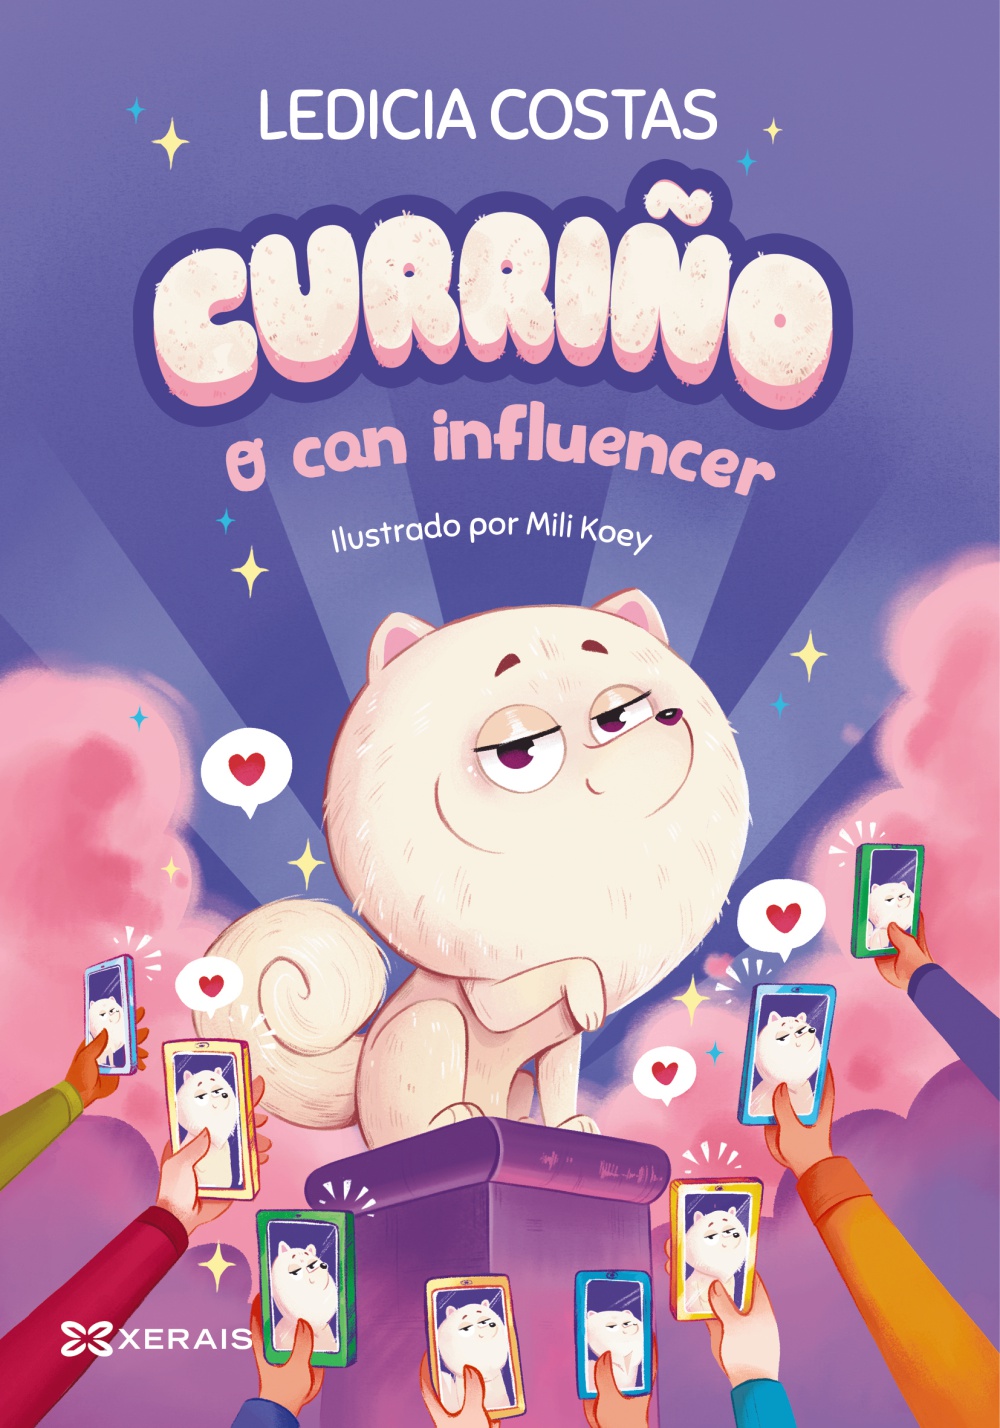 LEDICIA COSTAS
CURRIÑO
o can influencer
Ilustrado por Mili Koey
XERAIS